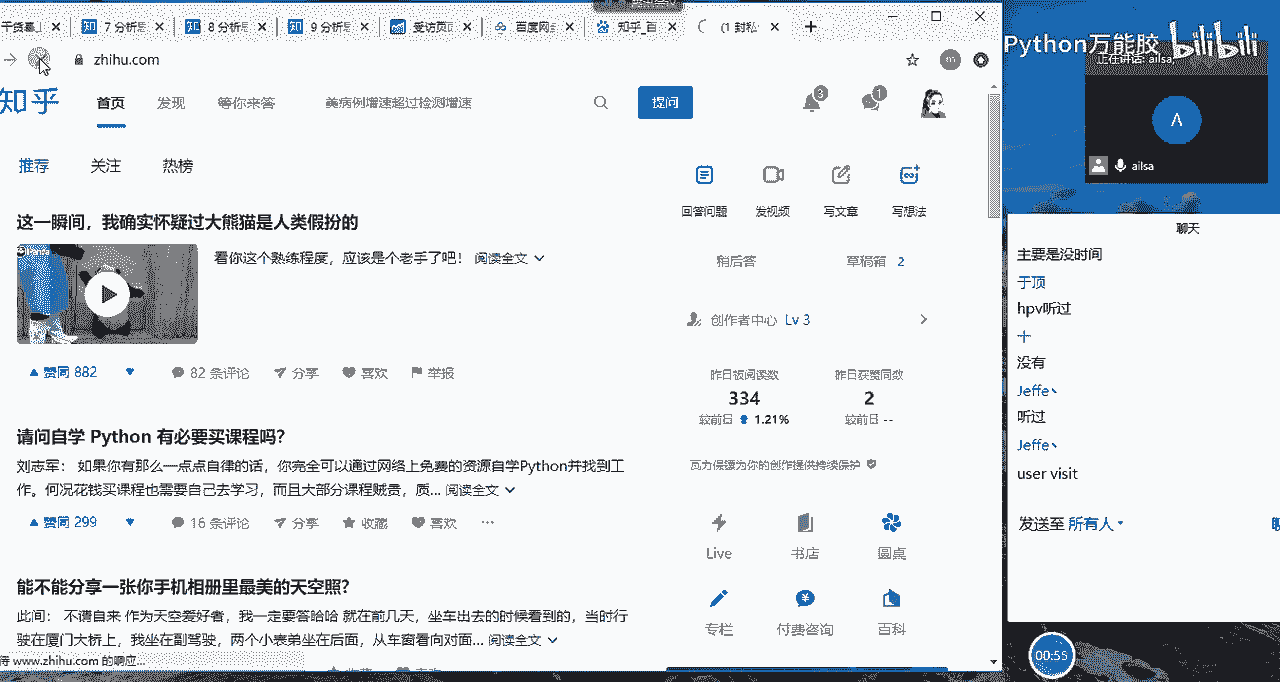 干货幕丄
7 分析思
8 分析思
9 分析思
受访页面
百度网盘
知乎_百
(1 封私
zhihu.com
知乎
首页
发现
等你来答
美病例增速超过检测增速
提问
3
1
推荐
关注
热榜
这一瞬间，我确实怀疑过大熊猫是人类假扮的
看你这个熟练程度，应该是个老手了吧！ 阅读全文
赞同 882
82 条评论
分享
喜欢
举报
请问自学 Python 有必要买课程吗？
刘志军： 如果你有那么一点点自律的话，你完全可以通过网络上免费的资源自学Python并找到工
作。何况花钱买课程也需要自己去学习，而且大部分课程贼贵，质... 阅读全文
赞同 299
16 条评论
分享
收藏
喜欢
能不能分享一张你手机相册里最美的天空照？
此间： 不请自来 作为天空爱好者，我一定要答哈哈 就在前几天，坐车出去的时候看到的，当时行
驶在厦门大桥上，我坐在副驾驶，两个小表弟坐在后面，从车窗看向对面... 阅读全文
待 www.zhihu.com 的响应...
回答问题
发视频
写文章
写想法
稍后答
草稿箱 2
创作者中心 Lv 3
昨日被阅读数
昨日获赞同数
334
2
较前日 1.21%
较前日 --
瓦力保镖为你的创作提供持续保护
Live
书店
圆桌
专栏
付费咨询
百科
Python万能胶 bilibili
正在讲话: ailsa
Λ
ailsa
聊天
主要是没时间
于顶
hpv听过
十
没有
Jeffe
听过
Jeffe
user visit
发送至 所有人
00:55